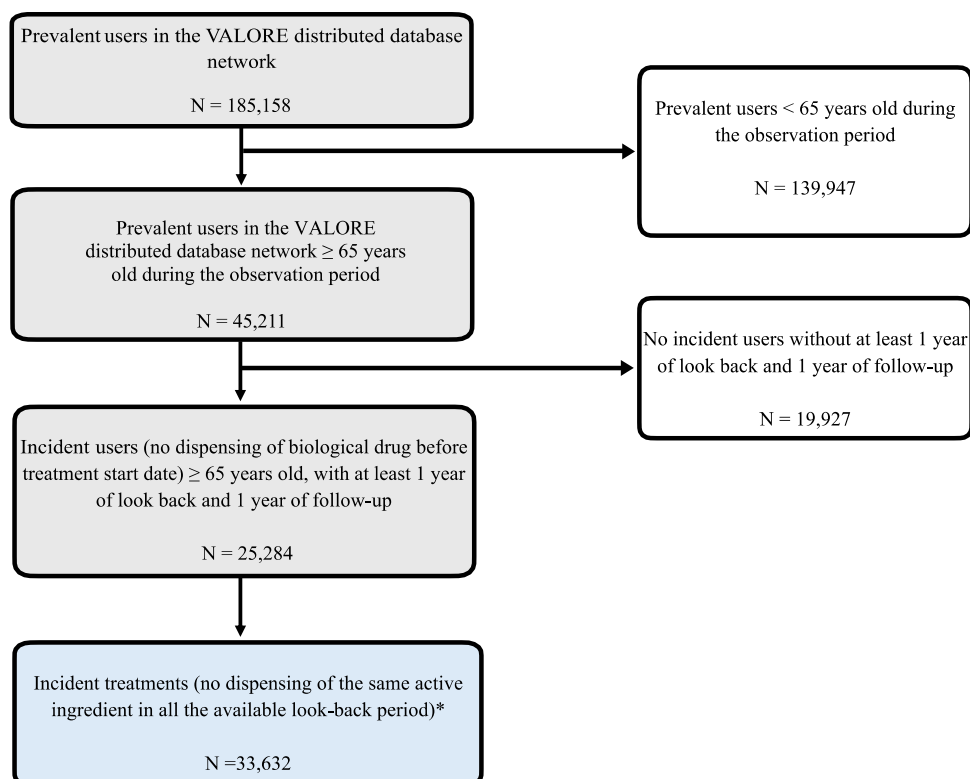 Prevalent users in the VALORE distributed database
network
N = 185,158
Prevalent users < 65 years old during
the observation period
N = 139,947
Prevalent users in the VALORE
distributed database network ≥ 65 years
old during the observation period
N = 45,211
No incident users without at least 1 year
of look back and 1 year of follow-up
N = 19,927
Incident users (no dispensing of biological drug before
treatment start date) ≥ 65 years old, with at least 1 year
of look back and 1 year of follow-up
N = 25,284
Incident treatments (no dispensing of the same active
ingredient in all the available look-back period)*
N =33,632